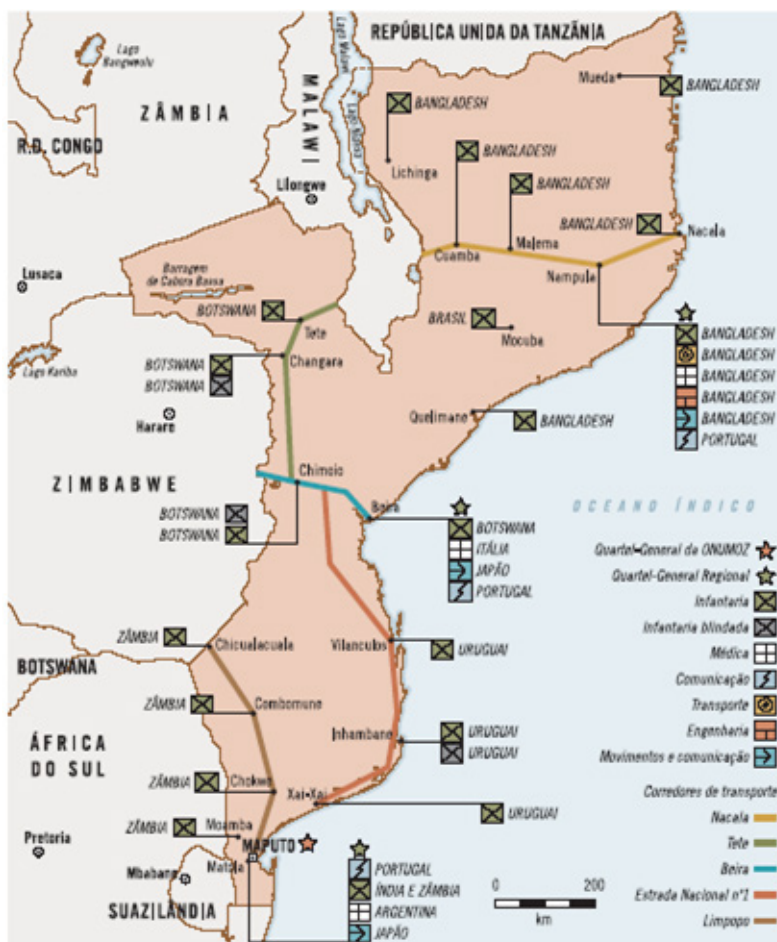 REPÚBLICA UNIDA DA TANZÂNIA
Lago
Bangweulu
Lago Malawi
Lago Niassa
ZÂMBIA
MALAWI
R.D. CONGO
Mueda
BANGLADESH
BANGLADESH
Lichinga
BANGLADESH
BANGLADESH
Lilongwe
BANGLADESH
Nacala
Cuamba
Malema
Nampula
Lusaca
Barragem
de Cabora Bassa
BOTSWANA
Tete
BRASIL
Mocuba
BANGLADESH
BANGLADESH
BANGLADESH
BANGLADESH
BANGLADESH
PORTUGAL
Lago Kariba
BOTSWANA
BOTSWANA
Changara
Harare
Quelimane
BANGLADESH
ZIMBABWE
Chimoio
BOTSWANA
BOTSWANA
Beira
BOTSWANA
ITÁLIA
JAPÃO
PORTUGAL
OCEANO ÍNDICO
Quartel-General da ONUMOZ
Quartel-General Regional
Infantaria
Infantaria blindada
Médica
Comunicação
Transporte
Engenharia
Movimentos e comunicação
Corredores de transporte
Nacala
Tete
Beira
Estrada Nacional nº1
Limpopo
ZÂMBIA
Chicualacuala
Vilanculos
URUGUAI
BOTSWANA
ZÂMBIA
Combomune
Inhambane
URUGUAI
URUGUAI
ÁFRICA
DO SUL
ZÂMBIA
Chokwe
Xai-Xai
URUGUAI
ZÂMBIA
Moamba
Pretoria
MAPUTO
Matola
Mbabane
SUAZILÂNDIA
PORTUGAL
ÍNDIA E ZÂMBIA
ARGENTINA
JAPÃO
0 200
km